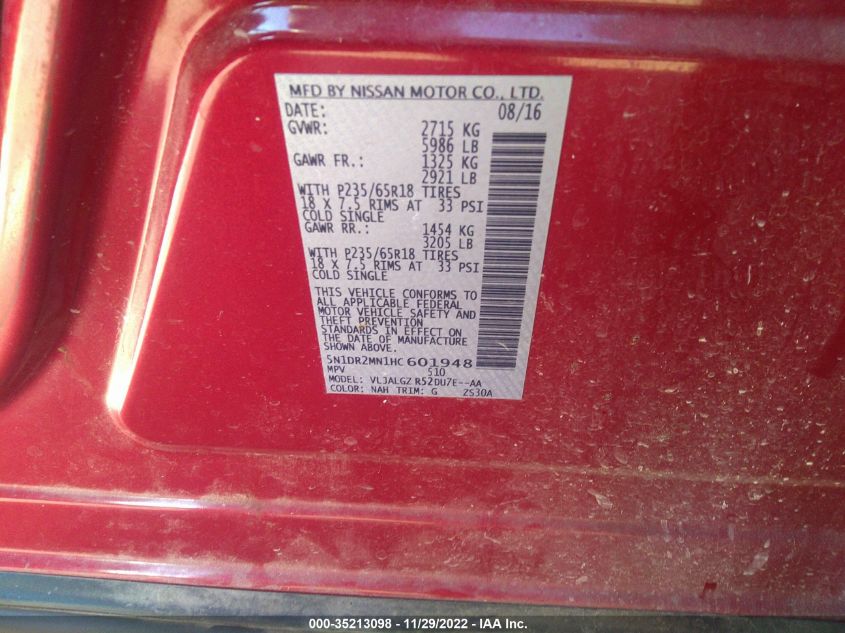 MFD BY NISSAN MOTOR CO., LTD.
DATE: 08/16
GVWR: 2715 KG
5986 LB
GAWR FR.: 1325 KG
2921 LB
WITH P235/65R18 TIRES
18 X 7.5 RIMS AT 33 PSI
COLD SINGLE
GAWR RR.: 1454 KG
3205 LB
WITH P235/65R18 TIRES
18 X 7.5 RIMS AT 33 PSI
COLD SINGLE
THIS VEHICLE CONFORMS TO
ALL APPLICABLE FEDERAL
MOTOR VEHICLE SAFETY AND
THEFT PREVENTION
STANDARDS IN EFFECT ON
THE DATE OF MANUFACTURE
SHOWN ABOVE.
5N1DR2MN1HC601948
MPV 510
MODEL: VLJALGZ R52DU7E--AA
COLOR: NAH TRIM: G ZS30A
000-35213098 - 11/29/2022 - IAA Inc.